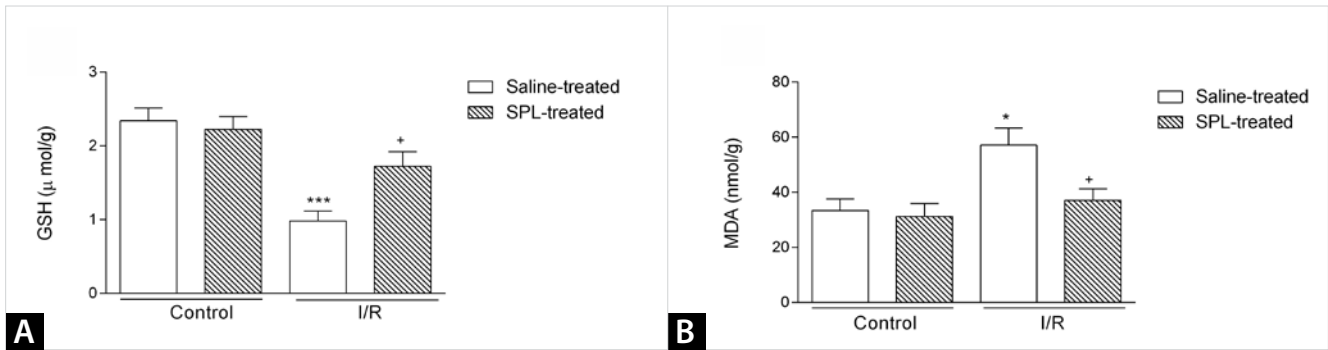 3
2
1
0
GSH (μ mol/g)
***
+
Control
I/R
Saline-treated
SPL-treated
A
80
60
40
20
0
MDA (nmol/g)
*
+
Control
I/R
Saline-treated
SPL-treated
B